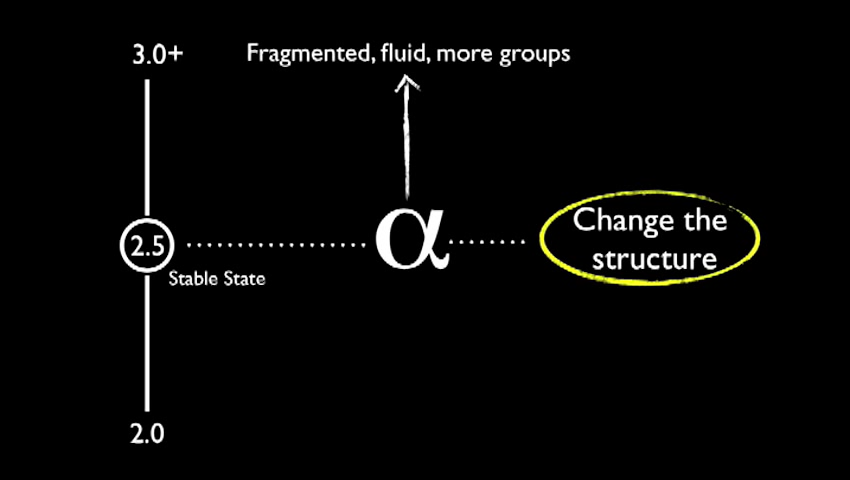 3.0+
Fragmented, fluid, more groups
2.5
α
Change the
structure
Stable State
2.0